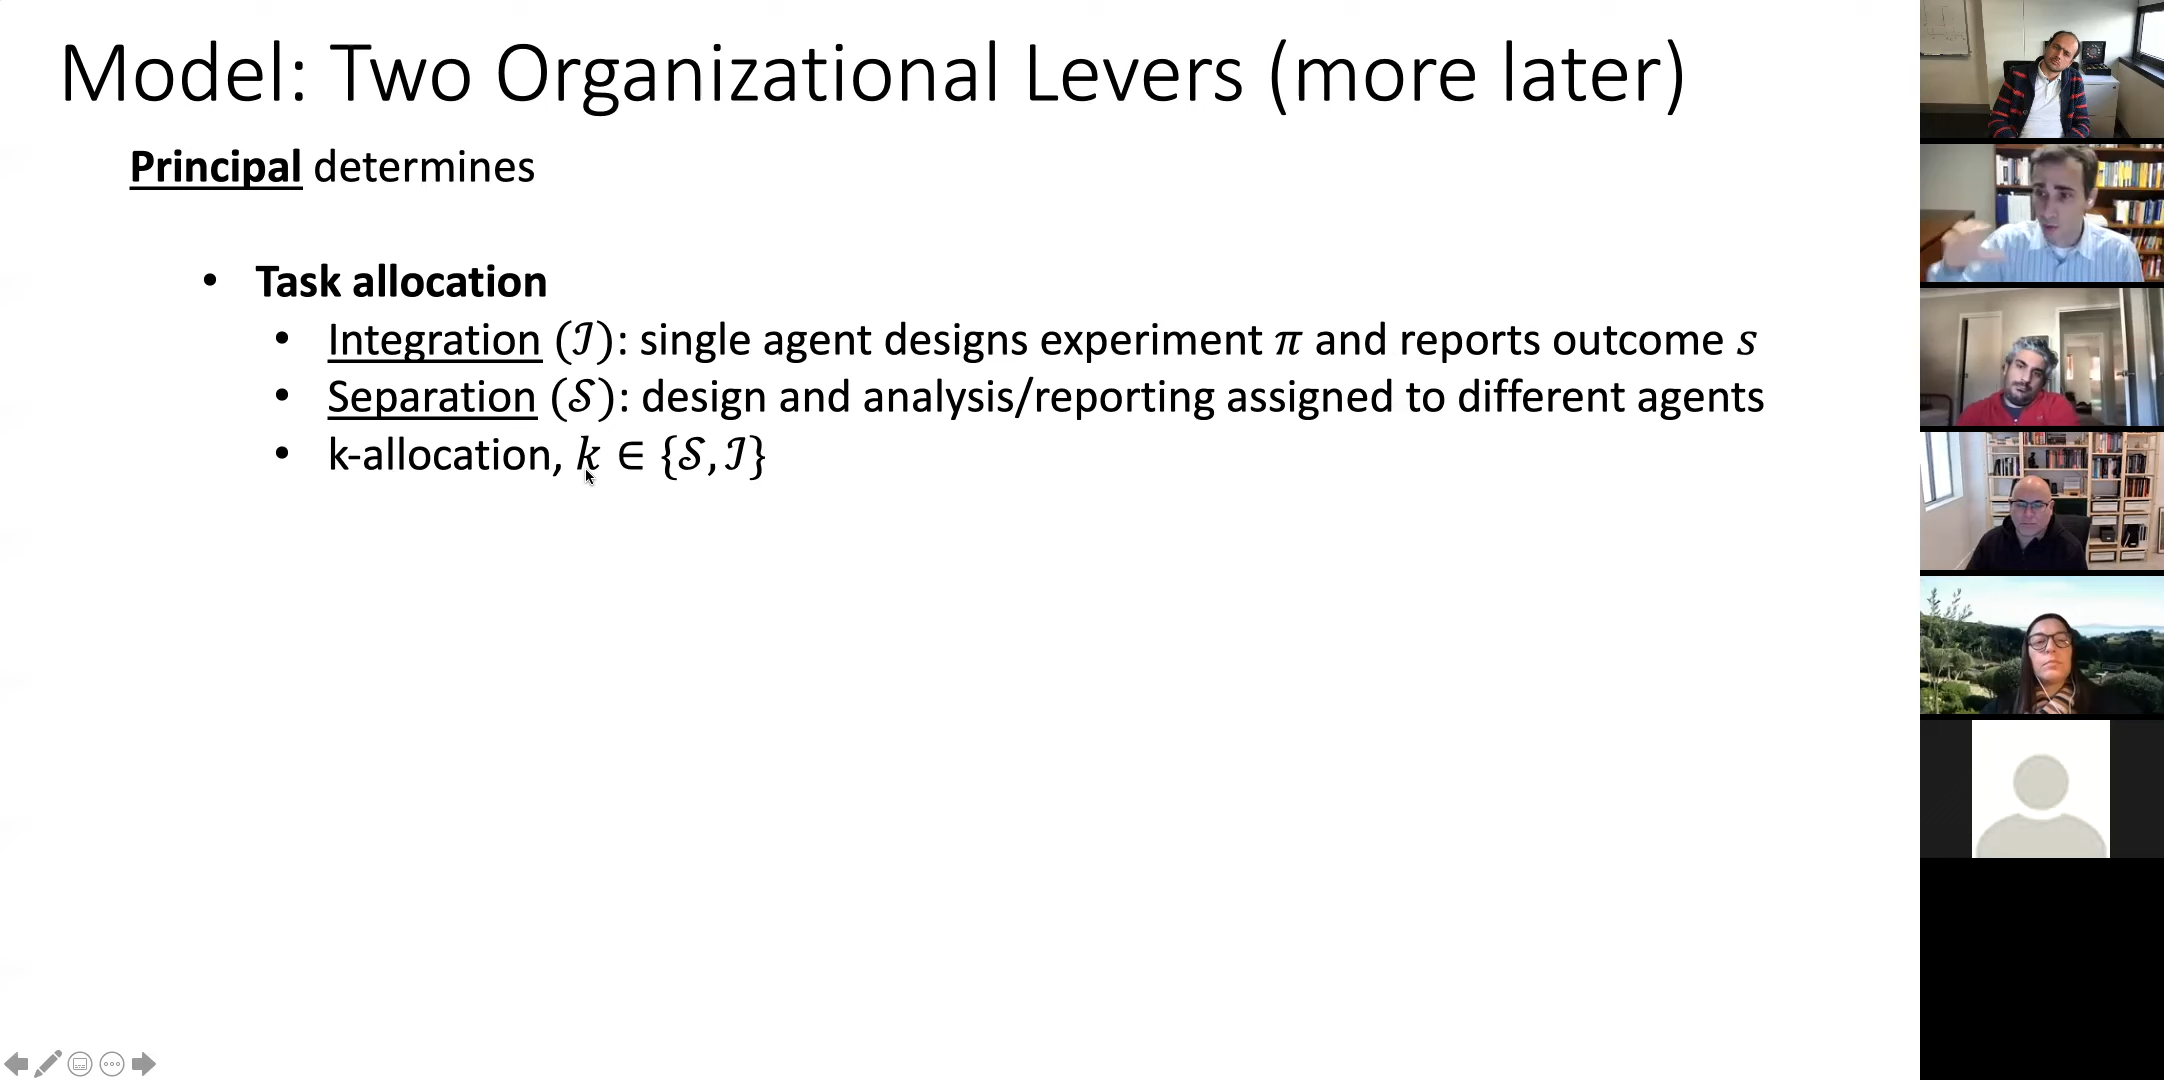 Model: Two Organizational Levers (more later)
Principal determines
• Task allocation
• Integration (ℐ): single agent designs experiment π and reports outcome s
• Separation (𝒮): design and analysis/reporting assigned to different agents
• k-allocation, k ∈ {𝒮, ℐ}